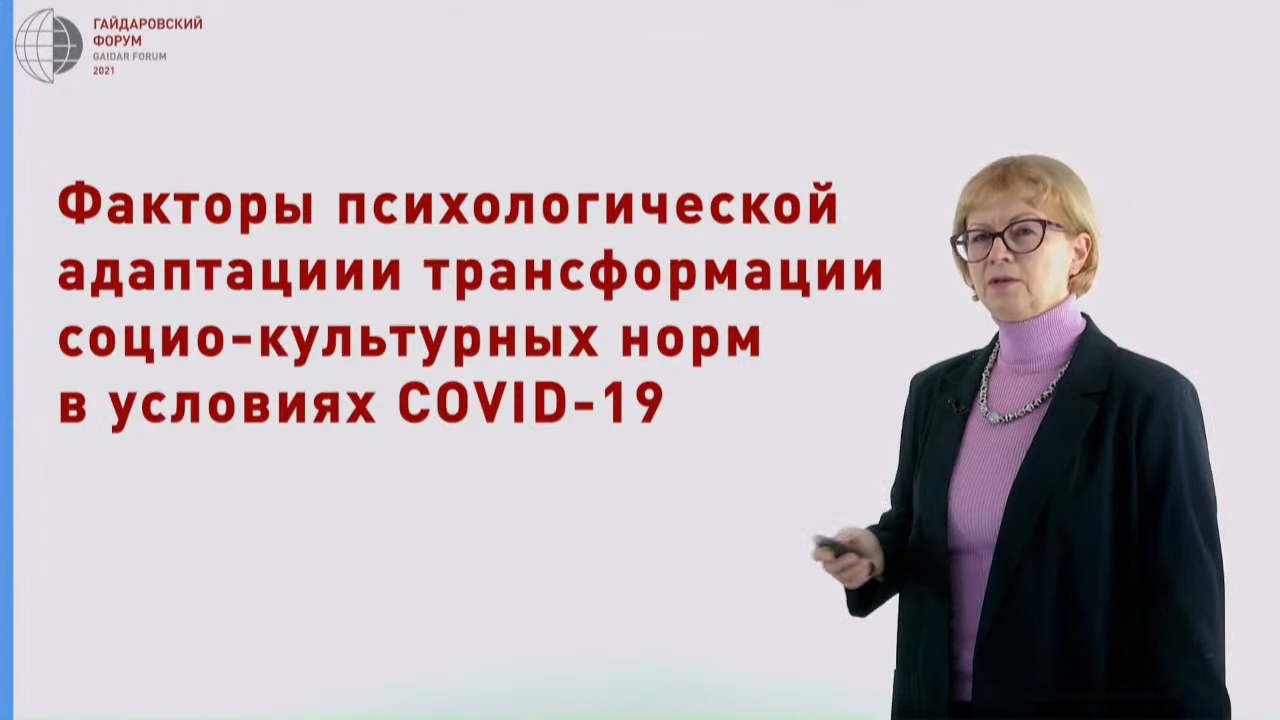 ГАЙДАРОВСКИЙ
ФОРУМ
GAIDAR FORUM
2021
Факторы психологической
адаптациии трансформации
социо-культурных норм
в условиях COVID-19